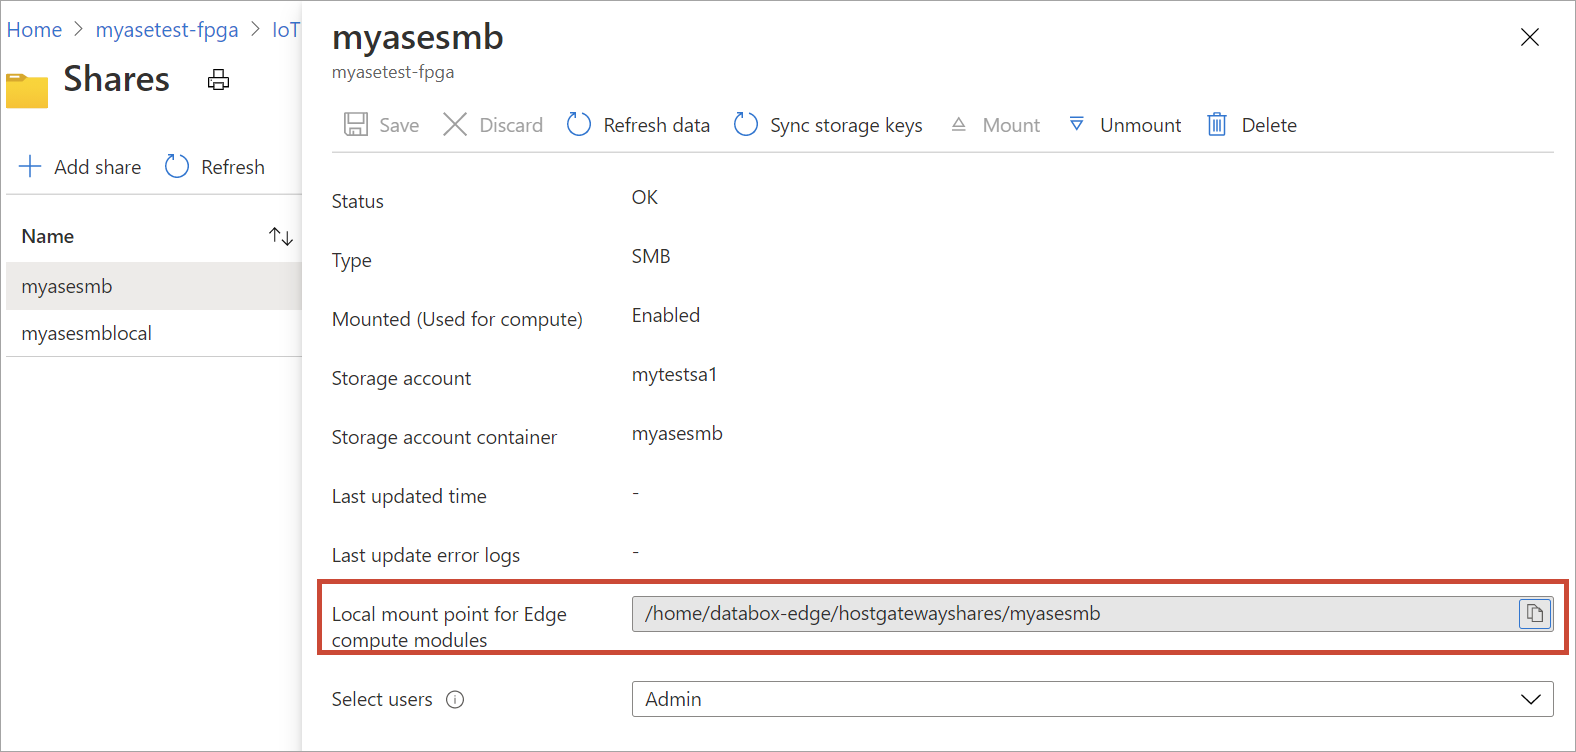 Home > myasetest-fpga > IoT
Shares
Add share Refresh
Name
myasesmb
myasesmblocal
myasesmb
myasetest-fpga
Save Discard Refresh data Sync storage keys Mount Unmount Delete
Status OK
Type SMB
Mounted (Used for compute) Enabled
Storage account mytestsa1
Storage account container myasesmb
Last updated time -
Last update error logs -
Local mount point for Edge
compute modules
/home/databox-edge/hostgatewayshares/myasesmb
Select users Admin